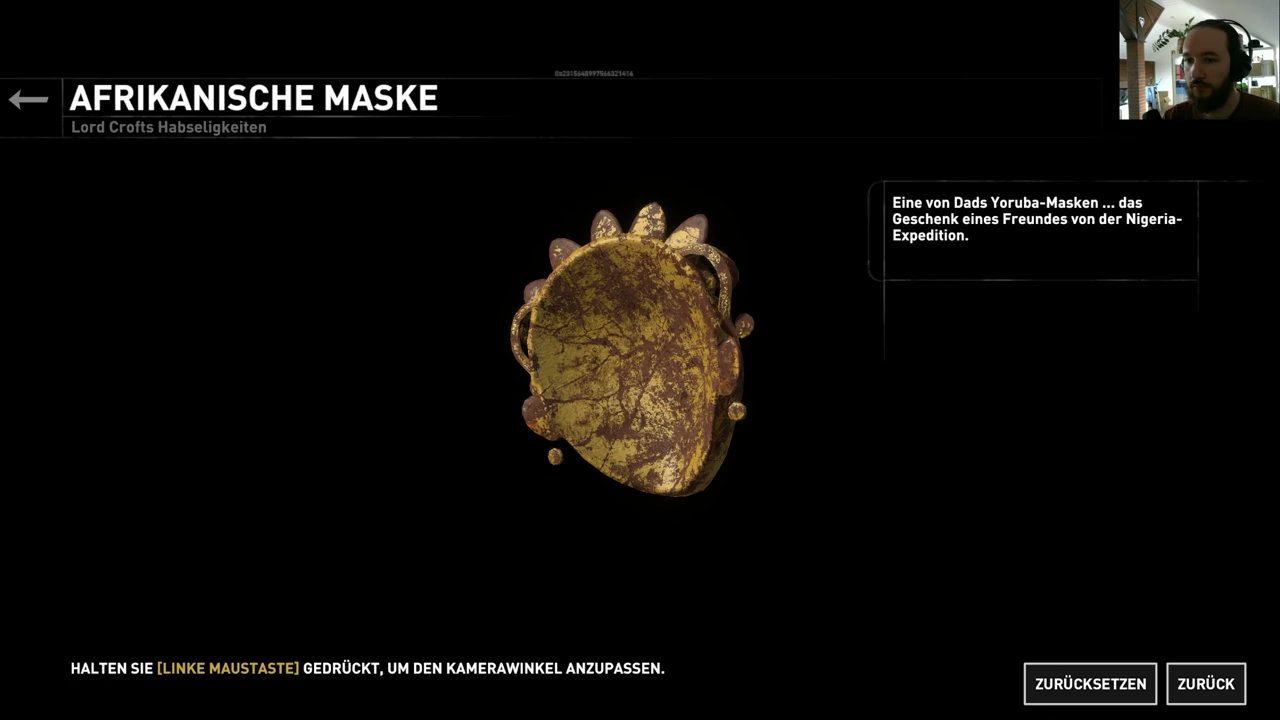 AFRIKANISCHE MASKE
Lord Crofts Habseligkeiten
Eine von Dads Yoruba-Masken ... das
Geschenk eines Freundes von der Nigeria-
Expedition.
HALTEN SIE [LINKE MAUSTASTE] GEDRÜCKT, UM DEN KAMERAWINKEL ANZUPASSEN.
ZURÜCKSETZEN
ZURÜCK